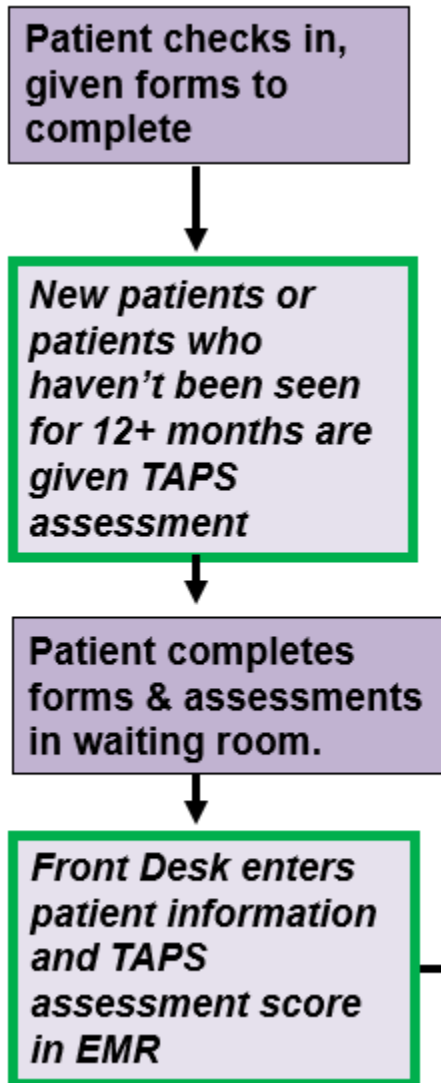 Patient checks in,
given forms to
complete
New patients or
patients who
haven't been seen
for 12+ months are
given TAPS
assessment
Patient completes
forms & assessments
in waiting room.
Front Desk enters
patient information
and TAPS
assessment score
in EMR